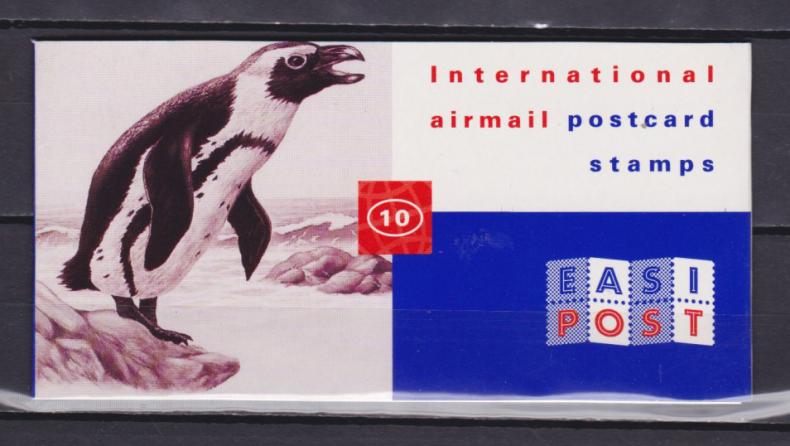 International
airmail postcard
stamps
10
EASI
POST